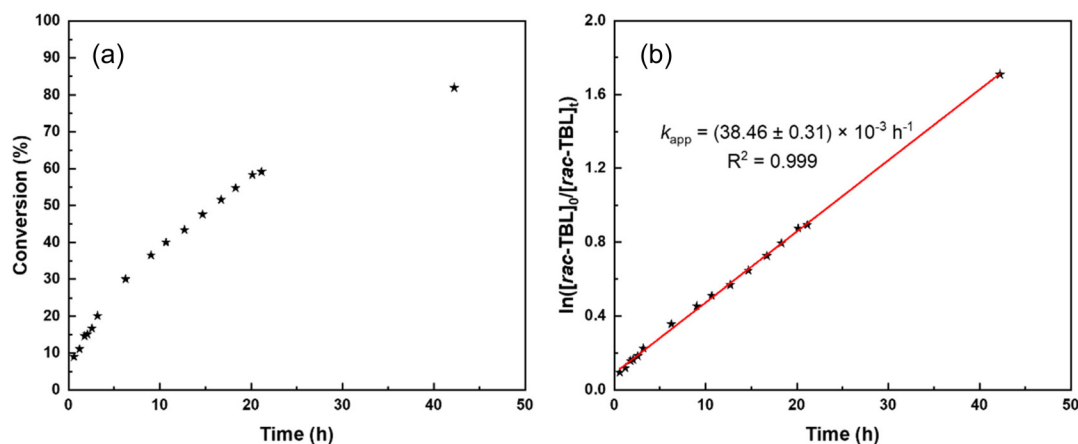 (a)
100
90
80
70
60
50
40
30
20
10
0
Conversion (%)
0 10 20 30 40 50
Time (h)
(b)
2.0
1.6
1.2
0.8
0.4
0.0
ln([rac-TBL]₀/[rac-TBL]ₜ)
k_app = (38.46 ± 0.31) × 10⁻³ h⁻¹
R² = 0.999
0 10 20 30 40 50
Time (h)